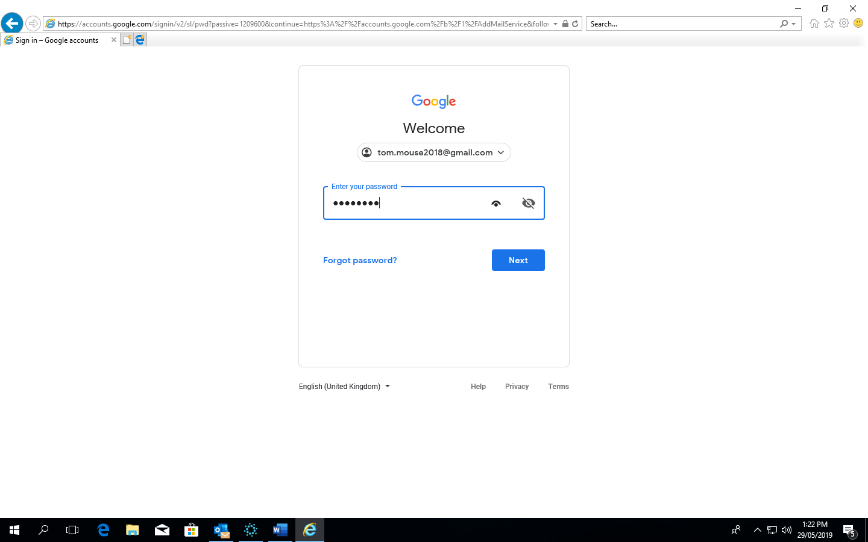 https://accounts.google.com/signin/v2/sl/pwd?passive=1209600&continue=https%3A%2F%2Faccounts.google.com%2Fb%2F1%2FAddMailService&follo
Search...
Sign in – Google accounts
Google
Welcome
tom.mouse2018@gmail.com
Enter your password
Forgot password?
Next
English (United Kingdom)
Help
Privacy
Terms
1:22 PM
29/05/2019
5